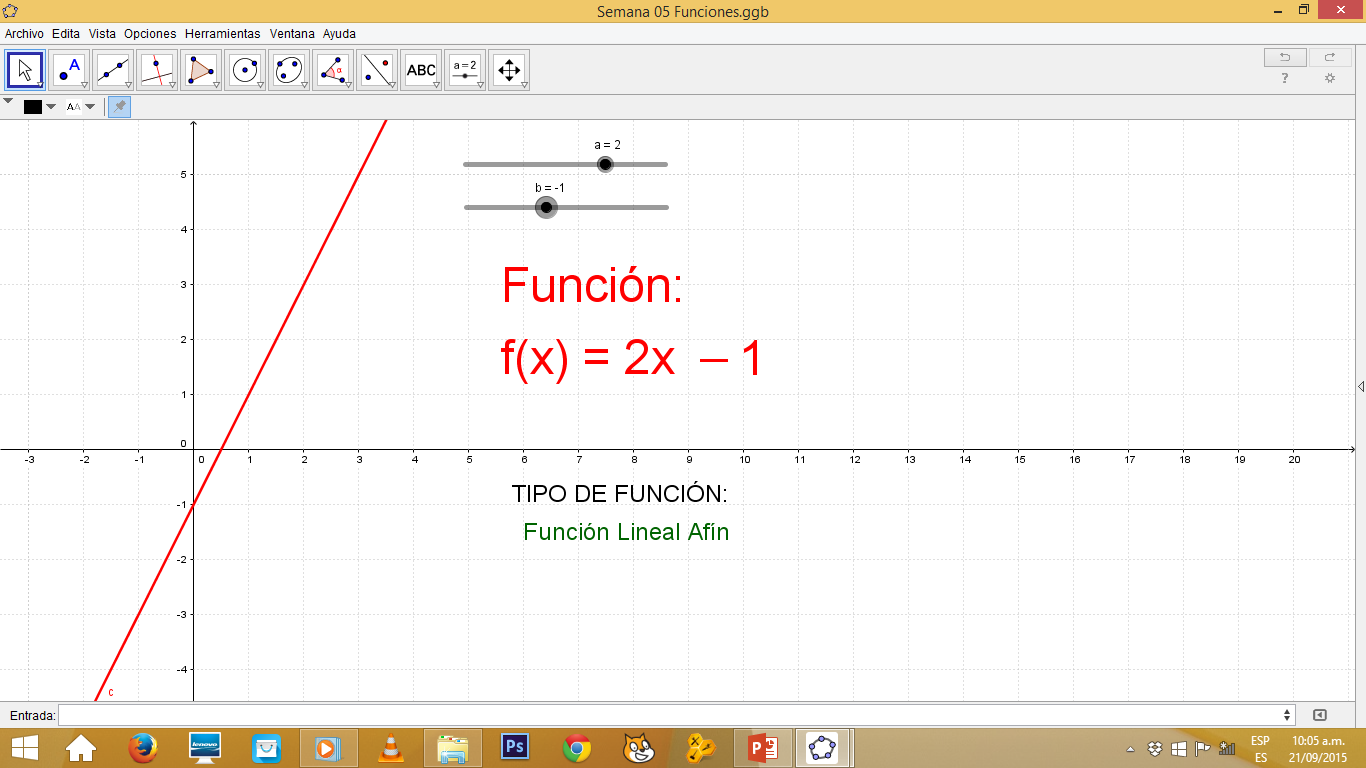 Semana 05 Funciones.ggb
Archivo Edita Vista Opciones Herramientas Ventana Ayuda
A
α
ABC
a = 2
AA
a = 2
b = -1
Función:
f(x) = 2x – 1
5
4
3
2
1
0
-1
-2
-3
-4
-3 -2 -1 0 1 2 3 4 5 6 7 8 9 10 11 12 13 14 15 16 17 18 19 20
TIPO DE FUNCIÓN:
Función Lineal Afín
c
Entrada:
lenovo
Ps
P
ESP
ES
10:05 a.m.
21/09/2015